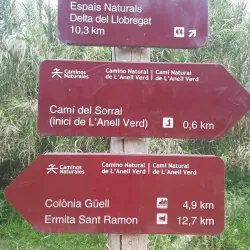 Espais Naturals
Delta del Llobregat
10,3 km
Caminos Naturales
Camino Natural de L'Anell Verd | Camí Natural de L'Anell Verd
Camí del Sorral
(inici de L'Anell Verd) 0,6 km
Caminos Naturales
Camino Natural de L'Anell Verd | Camí Natural de L'Anell Verd
Colònia Güell 4,9 km
Ermita Sant Ramon 12,7 km